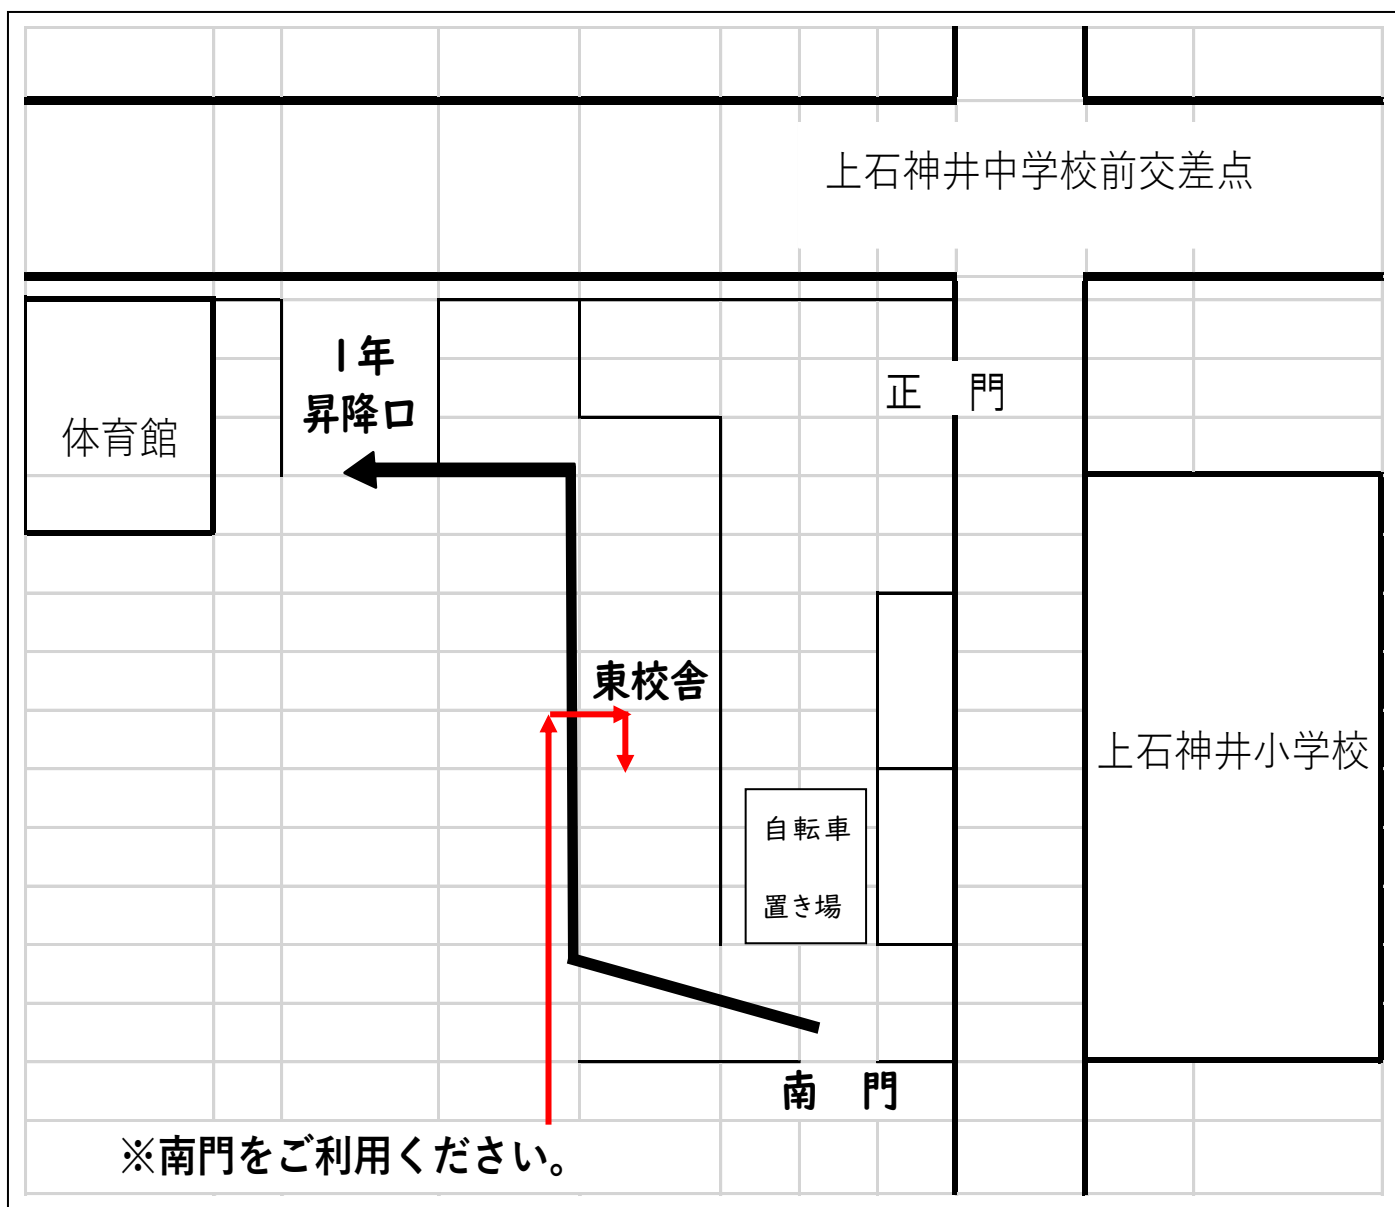 上石神井中学校前交差点
1年
昇降口
正　門
体育館
東校舎
上石神井小学校
自転車
置き場
南　門
※南門をご利用ください。